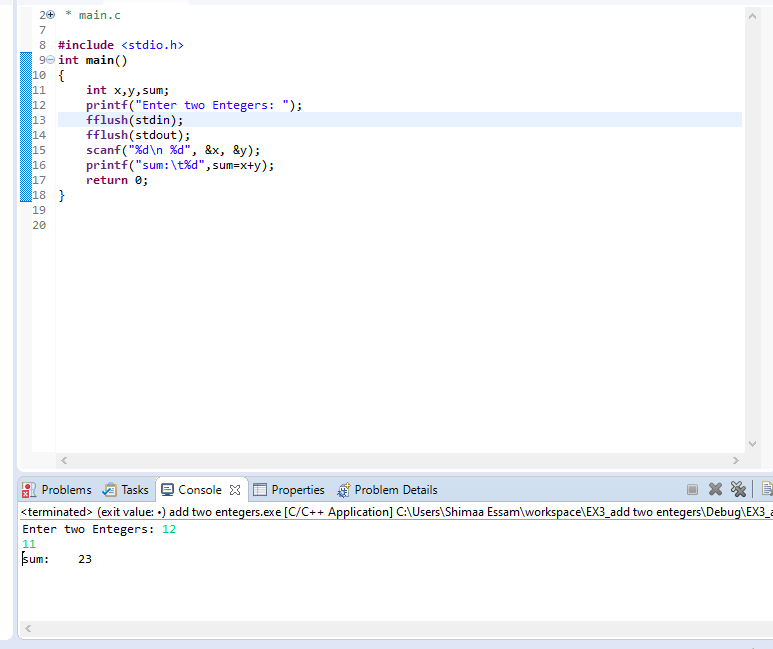 2 * main.c
7
8 #include <stdio.h>
9 int main()
10 {
11 int x,y,sum;
12 printf("Enter two Entegers: ");
13 fflush(stdin);
14 fflush(stdout);
15 scanf("%d\n %d", &x, &y);
16 printf("sum:\t%d",sum=x+y);
17 return 0;
18 }
19
20
Problems Tasks Console Properties Problem Details
<terminated> (exit value: •) add two entegers.exe [C/C++ Application] C:\Users\Shimaa Essam\workspace\EX3_add two entegers\Debug\EX3_a
Enter two Entegers: 12
11
sum: 23